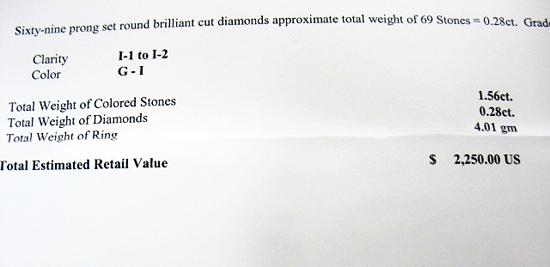 Sixty-nine prong set round brilliant cut diamonds approximate total weight of 69 Stones = 0.28ct.
Clarity I-1 to I-2
Color G - I
Total Weight of Colored Stones 1.56ct.
Total Weight of Diamonds 0.28ct.
Total Weight of Ring 4.01 gm
Total Estimated Retail Value $ 2,250.00 US